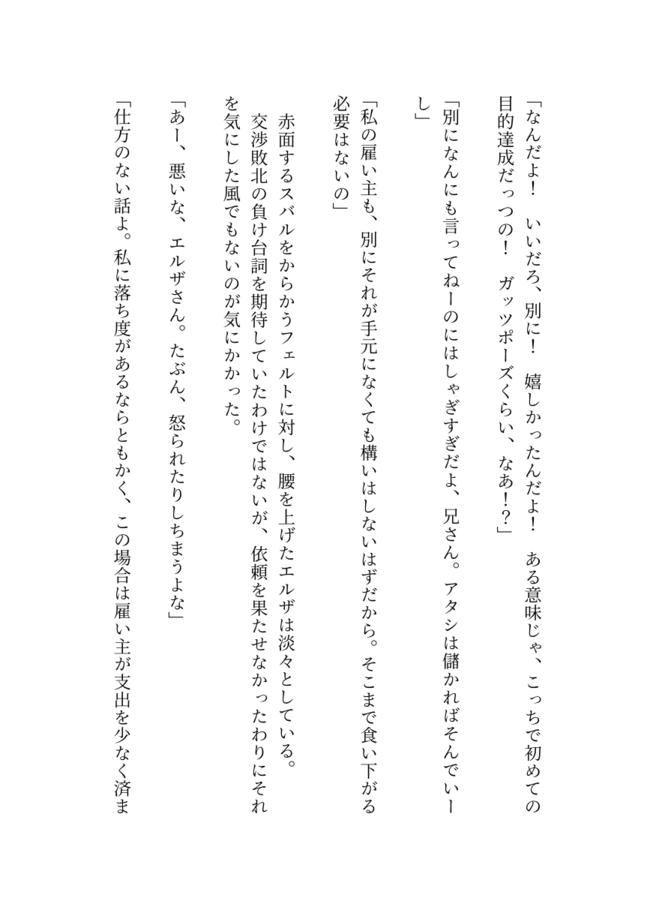 「なんだよ！　いいだろ、別に！　嬉しかったんだよ！　ある意味じゃ、こっちで初めての
目的達成だっつの！　ガッツポーズくらい、なあ！？」
「別になんにも言ってねーのにはしゃぎすぎだよ、兄さん。アタシは儲かればそんでいー
し」
「私の雇い主も、別にそれが手元になくても構いはしないはずだから。そこまで食い下がる
必要はないの」
　赤面するスバルをからかうフェルトに対し、腰を上げたエルザは淡々としている。
　交渉敗北の負け台詞を期待していたわけではないが、依頼を果たせなかったわりにそれ
を気にした風でもないのが気にかかった。
「あー、悪いな、エルザさん。たぶん、怒られたりしちまうよな」
「仕方のない話よ。私に落ち度があるならともかく、この場合は雇い主が支出を少なく済ま